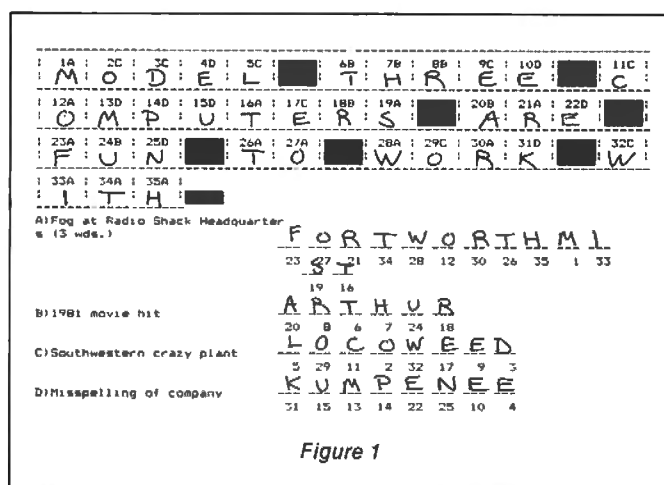 1A 2C 3C 4D 5C 6B 7B 8B 9C 10D 11C
M O D E L T H R E E C
12A 13D 14D 15D 16A 17C 18B 19A 20B 21A 22D
O M P U T E R S A R E
23A 24B 25D 26A 27A 28A 29C 30A 31D 32C
F U N T O W O R K W
33A 34A 35A
I T H
A)Fog at Radio Shack Headquarter
s (3 wds.)
F O R T W O R T H M I
23 27 21 34 28 12 30 26 35 1 33
S T
19 16
B)1981 movie hit
A R T H U R
20 8 6 7 24 18
C)Southwestern crazy plant
L O C O W E E D
5 29 11 2 32 17 9 3
D)Misspelling of company
K U M P E N E E
31 15 13 14 22 25 10 4
Figure 1